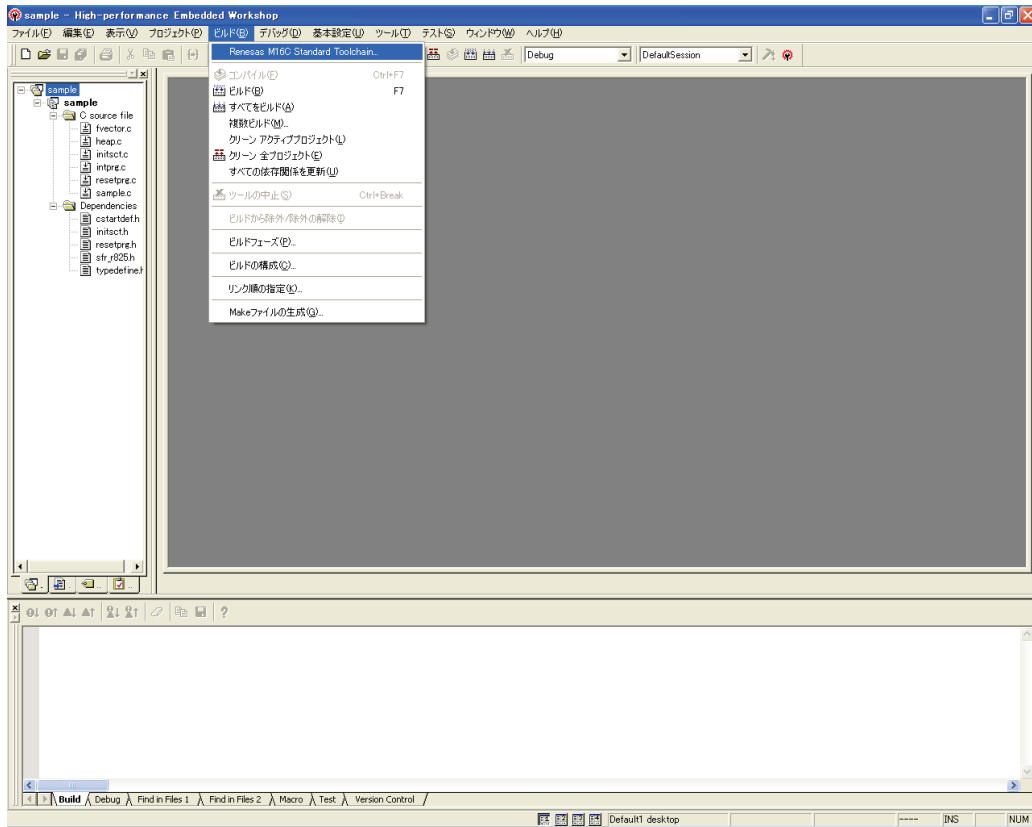 sample - High-performance Embedded Workshop
ファイル(F) 編集(E) 表示(V) プロジェクト(P) ビルド(B) デバッグ(D) 基本設定(U) ツール(T) テスト(S) ウィンドウ(W) ヘルプ(H)
Debug DefaultSession
Renesas M16C Standard Toolchain...
コンパイル(F) Ctrl+F7
ビルド(B) F7
すべてをビルド(A)
複数ビルド(M)...
クリーン アクティブプロジェクト(L)
クリーン 全プロジェクト(E)
すべての依存関係を更新(U)
ツールの中止(S) Ctrl+Break
ビルドから除外/除外の解除(I)
ビルドフェーズ(P)...
ビルドの構成(C)...
リンク順の指定(K)...
Makeファイルの生成(G)...
sample
sample
C source file
fvector.c
heap.c
initsct.c
intprg.c
resetprg.c
sample.c
Dependencies
cstartdef.h
initsct.h
resetprg.h
sfr_r825.h
typedefine.h
Build Debug Find in Files 1 Find in Files 2 Macro Test Version Control
Default1 desktop ---- INS NUM